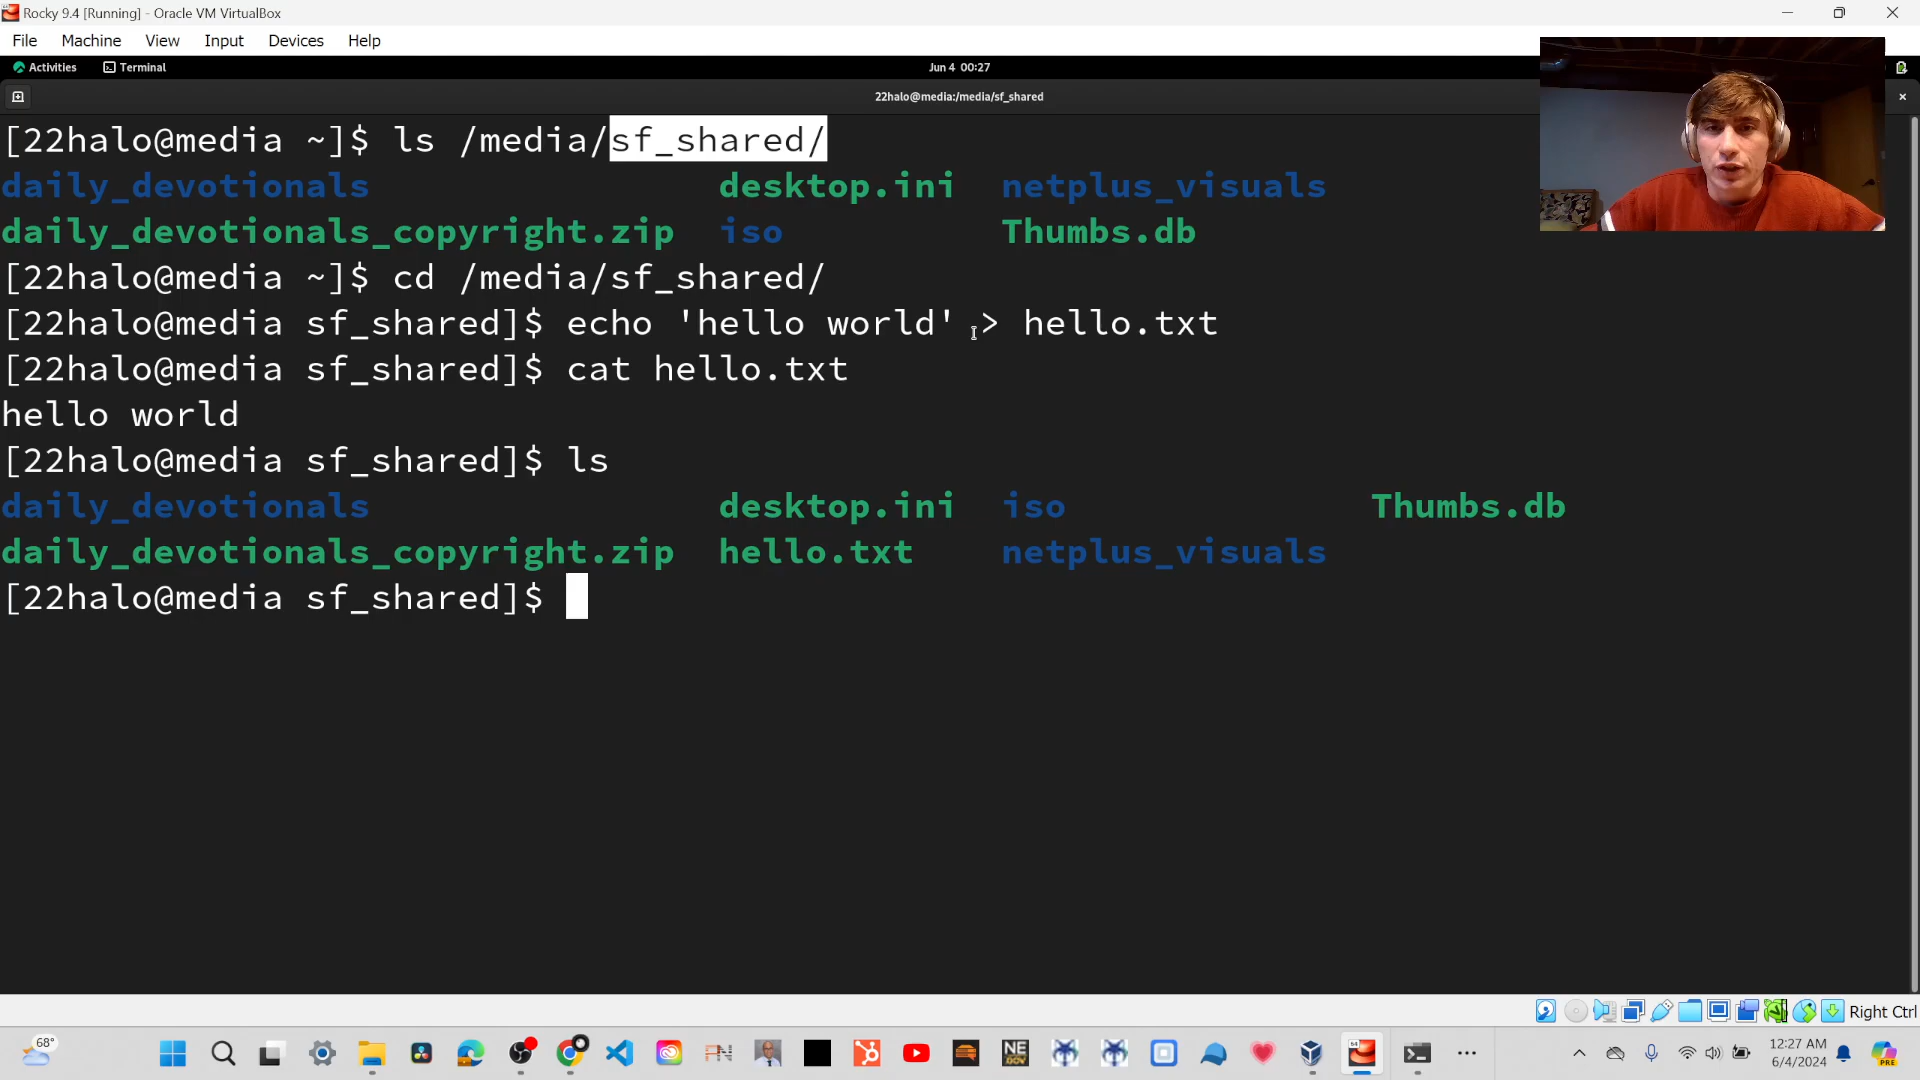 Rocky 9.4 [Running] - Oracle VM VirtualBox
File Machine View Input Devices Help
Activities Terminal Jun 4 00:27
22halo@media:/media/sf_shared
[22halo@media ~]$ ls /media/sf_shared/
daily_devotionals desktop.ini netplus_visuals
daily_devotionals_copyright.zip iso Thumbs.db
[22halo@media ~]$ cd /media/sf_shared/
[22halo@media sf_shared]$ echo 'hello world' > hello.txt
[22halo@media sf_shared]$ cat hello.txt
hello world
[22halo@media sf_shared]$ ls
daily_devotionals desktop.ini iso Thumbs.db
daily_devotionals_copyright.zip hello.txt netplus_visuals
[22halo@media sf_shared]$
Right Ctrl
68°
FN
NE
.GOV
PRE
12:27 AM
6/4/2024